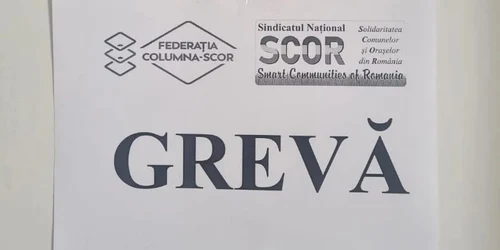 FEDERAȚIA
COLUMNA-SCOR
Sindicatul Național
SCOR
Solidaritatea
Comunelor
și Orașelor
din România
Smart Communities of Romania
GREVĂ